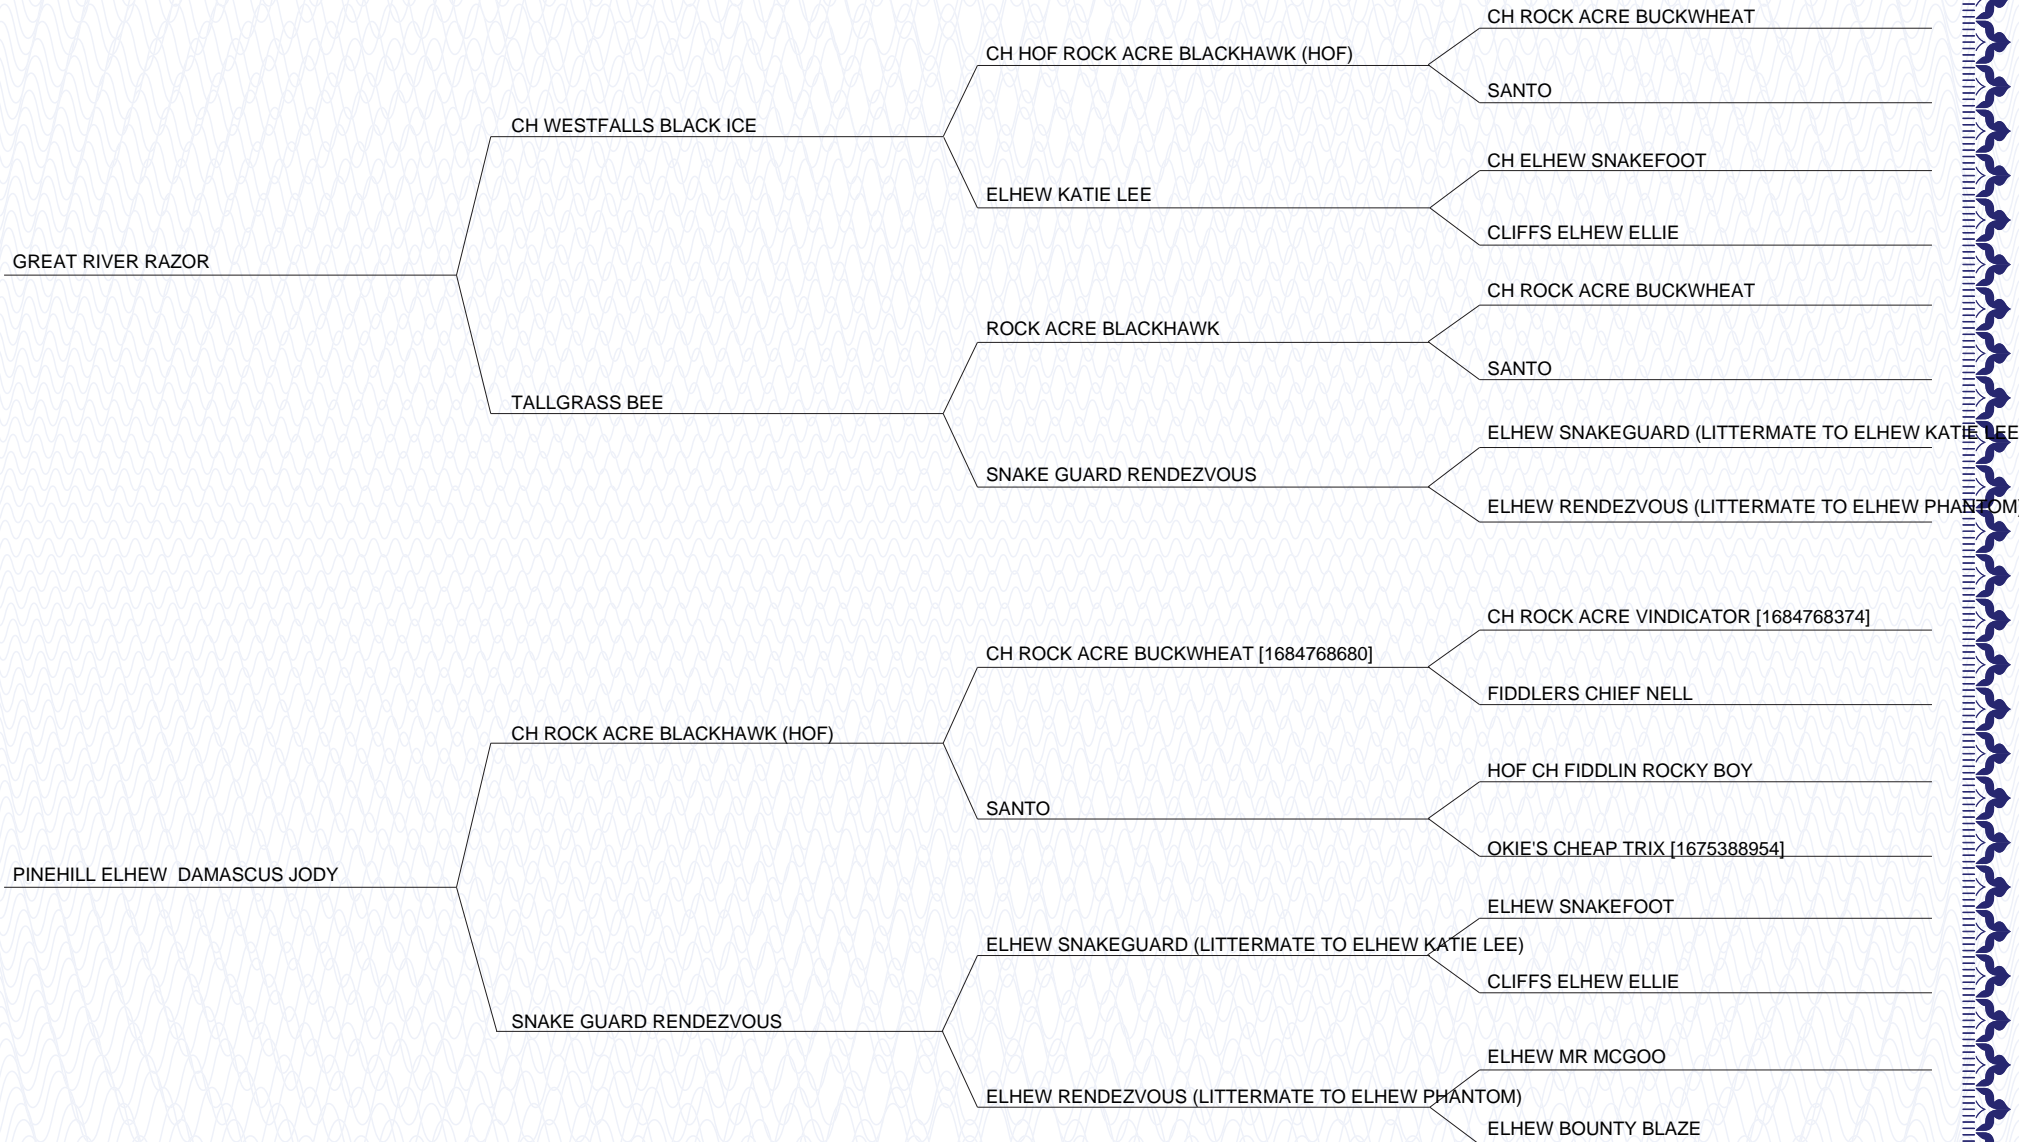 CH ROCK ACRE BUCKWHEAT
CH HOF ROCK ACRE BLACKHAWK (HOF)
SANTO
CH WESTFALLS BLACK ICE
CH ELHEW SNAKEFOOT
ELHEW KATIE LEE
CLIFFS ELHEW ELLIE
GREAT RIVER RAZOR
CH ROCK ACRE BUCKWHEAT
ROCK ACRE BLACKHAWK
SANTO
TALLGRASS BEE
ELHEW SNAKEGUARD (LITTERMATE TO ELHEW KATIE LEE
SNAKE GUARD RENDEZVOUS
ELHEW RENDEZVOUS (LITTERMATE TO ELHEW PHANTOM)
CH ROCK ACRE VINDICATOR [1684768374]
CH ROCK ACRE BUCKWHEAT [1684768680]
FIDDLERS CHIEF NELL
CH ROCK ACRE BLACKHAWK (HOF)
HOF CH FIDDLIN ROCKY BOY
SANTO
OKIE'S CHEAP TRIX [1675388954]
PINEHILL ELHEW  DAMASCUS JODY
ELHEW SNAKEFOOT
ELHEW SNAKEGUARD (LITTERMATE TO ELHEW KATIE LEE)
CLIFFS ELHEW ELLIE
SNAKE GUARD RENDEZVOUS
ELHEW MR MCGOO
ELHEW RENDEZVOUS (LITTERMATE TO ELHEW PHANTOM)
ELHEW BOUNTY BLAZE